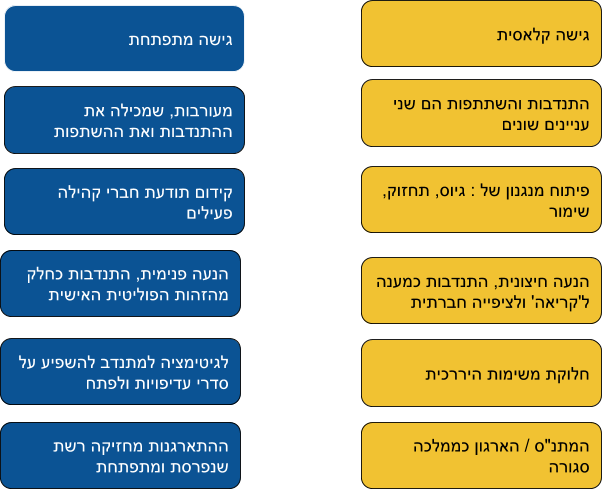 גישה קלאסית
גישה מתפתחת
התנדבות והשתתפות הם שני
עניינים שונים
מעורבות, שמכילה את
ההתנדבות ואת ההשתפות
פיתוח מנגנון של : גיוס, תחזוק,
שימור
קידום תודעת חברי קהילה
פעילים
הנעה חיצונית, התנדבות כמענה
ל'קריאה' ולציפייה חברתית
הנעה פנימית, התנדבות כחלק
מהזהות הפוליטית האישית
חלוקת משימות היררכית
לגיטימציה למתנדב להשפיע על
סדרי עדיפויות ולפתח
המתנ"ס / הארגון כממלכה
סגורה
ההתארגנות מחזיקה רשת
שנפרסת ומתפתחת